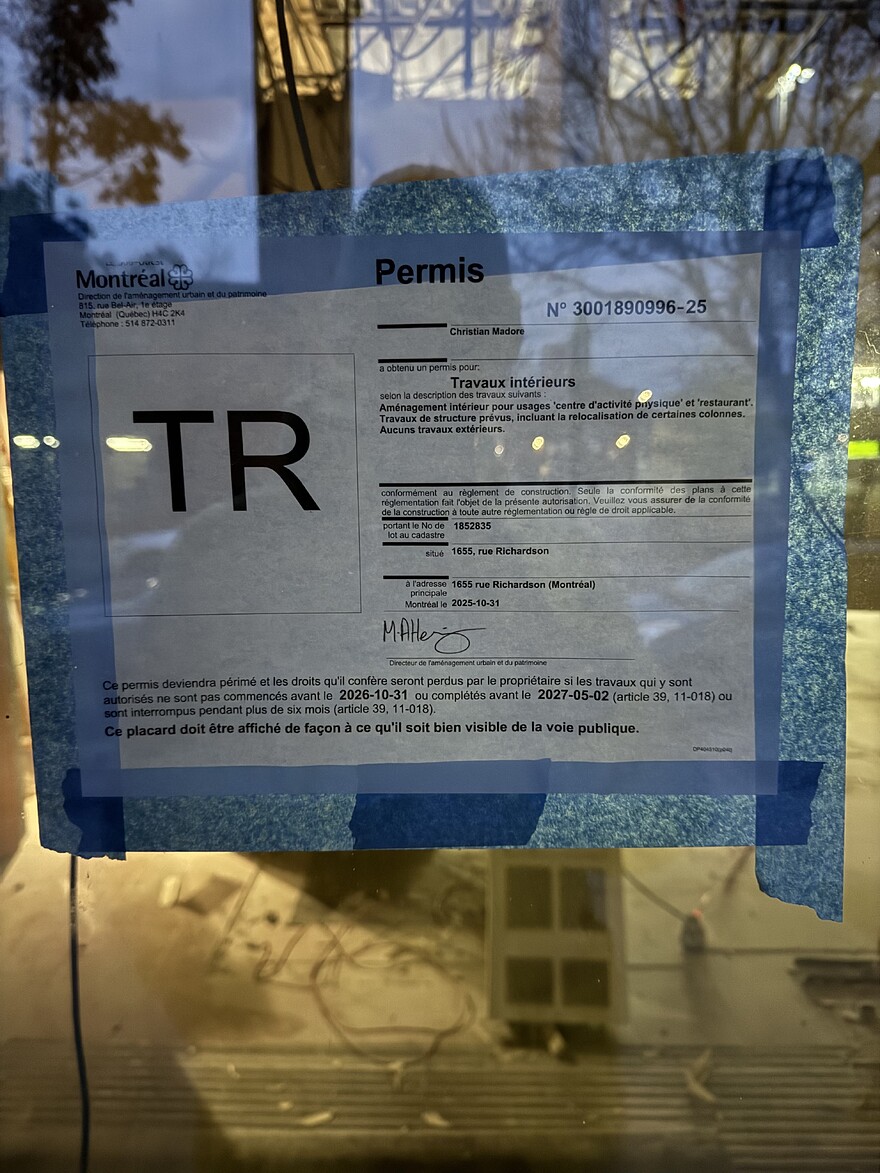 Montréal
Direction de l'aménagement urbain et du patrimoine
815, rue Bel-Air, 1e étage
Montréal (Québec) H4C 2K4
Téléphone : 514 872-0311
TR
Permis
N° 3001890996-25
Christian Madore
a obtenu un permis pour:
Travaux intérieurs
selon la description des travaux suivants :
Aménagement intérieur pour usages 'centre d'activité physique' et 'restaurant'.
Travaux de structure prévus, incluant la relocalisation de certaines colonnes.
Aucuns travaux extérieurs.
conformément au règlement de construction. Seule la conformité des plans à cette
réglementation fait l'objet de la présente autorisation. Veuillez vous assurer de la conformité
de la construction à toute autre réglementation ou règle de droit applicable.
portant le No de 1852835
lot au cadastre
situé 1655, rue Richardson
à l'adresse 1655 rue Richardson (Montréal)
principale
Montréal le 2025-10-31
Directeur de l'aménagement urbain et du patrimoine
Ce permis deviendra périmé et les droits qu'il confère seront perdus par le propriétaire si les travaux qui y sont
autorisés ne sont pas commencés avant le 2026-10-31 ou complétés avant le 2027-05-02 (article 39, 11-018) ou
sont interrompus pendant plus de six mois (article 39, 11-018).
Ce placard doit être affiché de façon à ce qu'il soit bien visible de la voie publique.